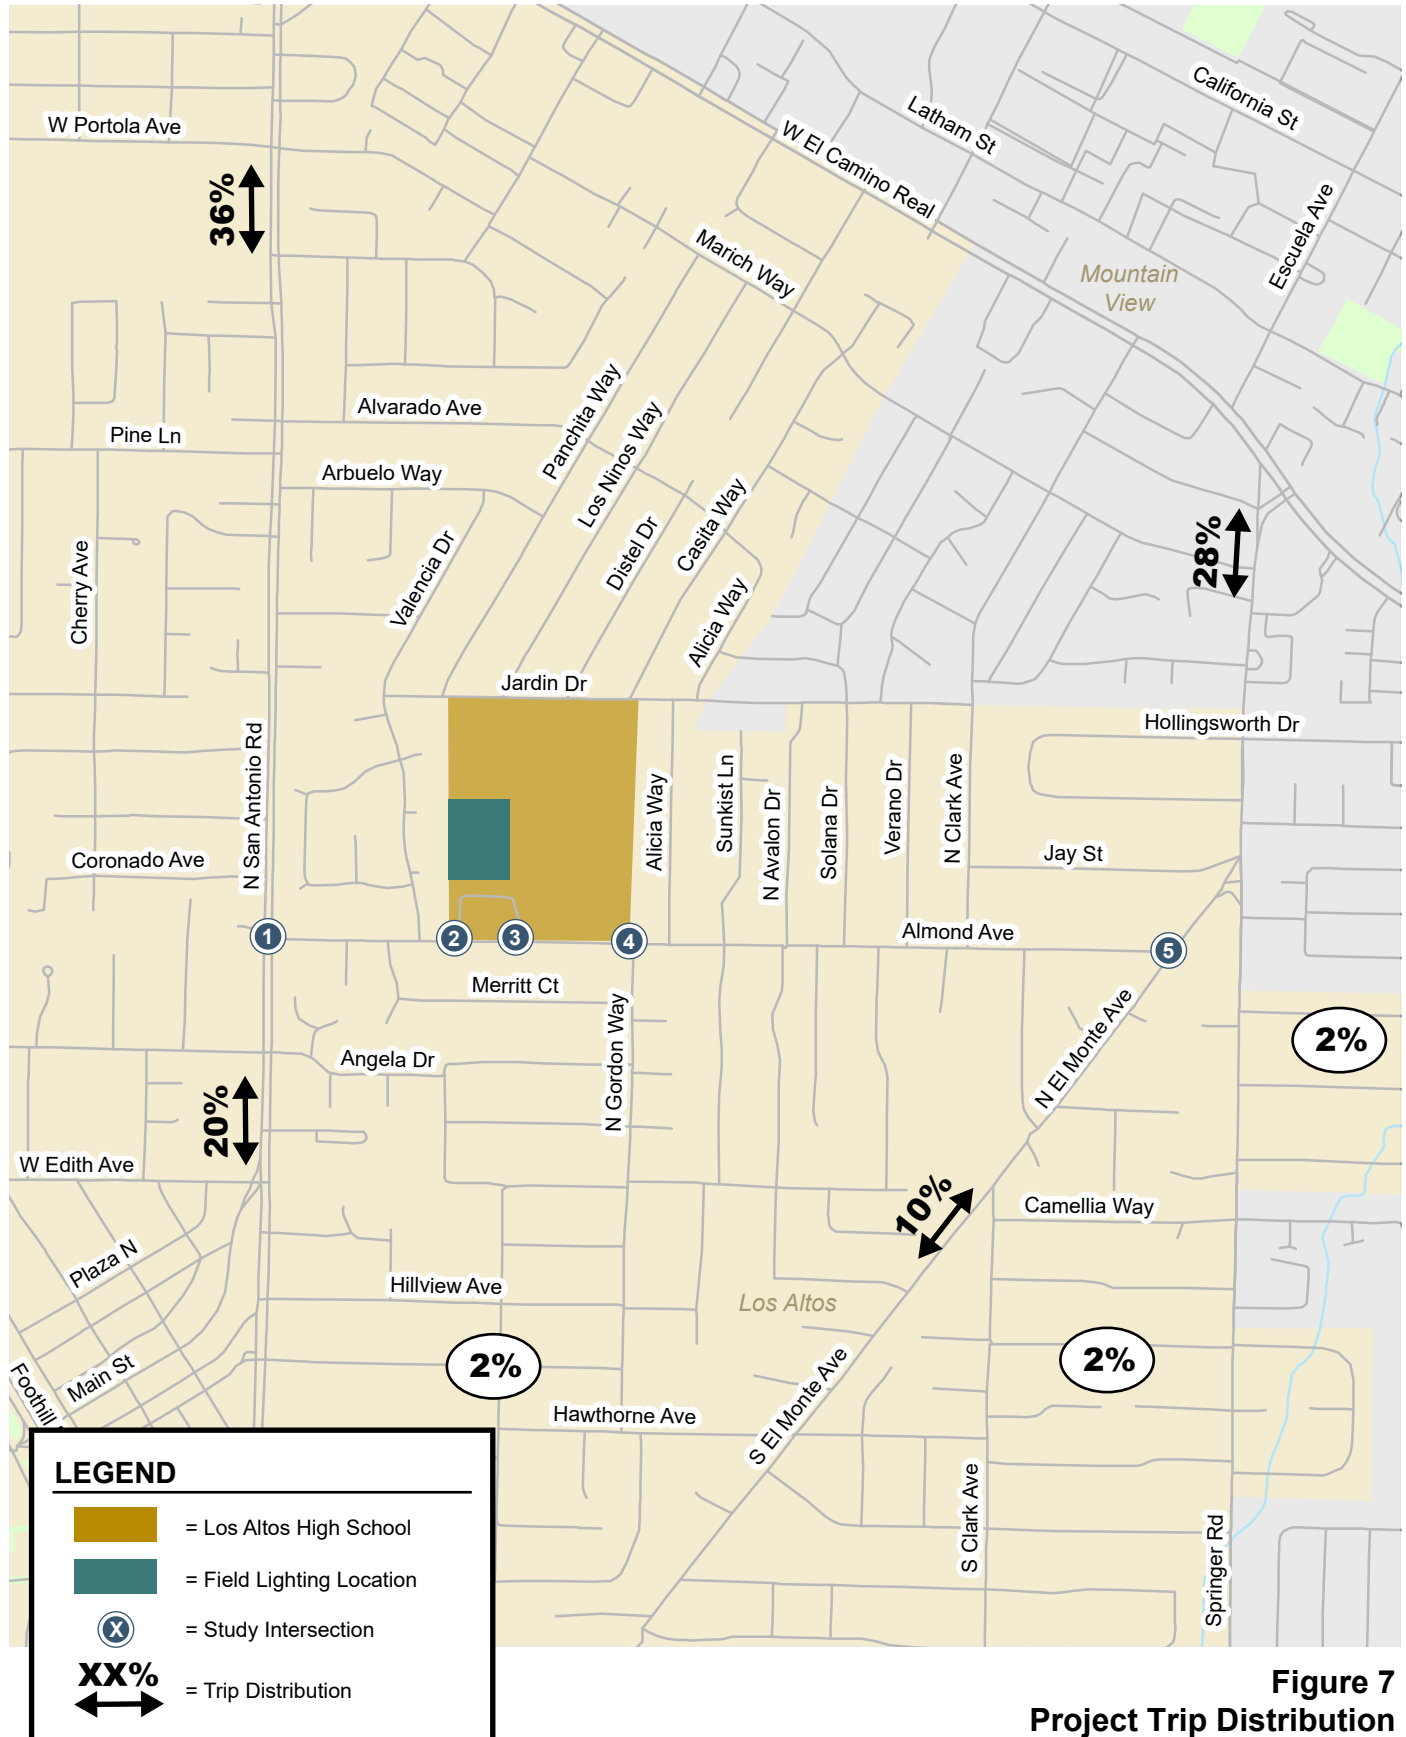 California St
Latham St
W El Camino Real
W Portola Ave
36%
Escuela Ave
Marich Way
Mountain
View
Alvarado Ave
Panchita Way
Pine Ln
Los Ninos Way
Arbuelo Way
Casita Way
Distel Dr
28%
Cherry Ave
Valencia Dr
Alicia Way
Jardin Dr
Hollingsworth Dr
N San Antonio Rd
Alicia Way
Sunkist Ln
N Avalon Dr
Solana Dr
Verano Dr
N Clark Ave
Jay St
Coronado Ave
Almond Ave
1
2
3
4
5
Merritt Ct
N Gordon Way
N El Monte Ave
2%
Angela Dr
20%
W Edith Ave
10%
Camellia Way
Plaza N
Hillview Ave
Los Altos
2%
2%
Main St
Foothill
Hawthorne Ave
S El Monte Ave
S Clark Ave
Springer Rd
LEGEND
= Los Altos High School
= Field Lighting Location
X = Study Intersection
XX% = Trip Distribution
Figure 7
Project Trip Distribution